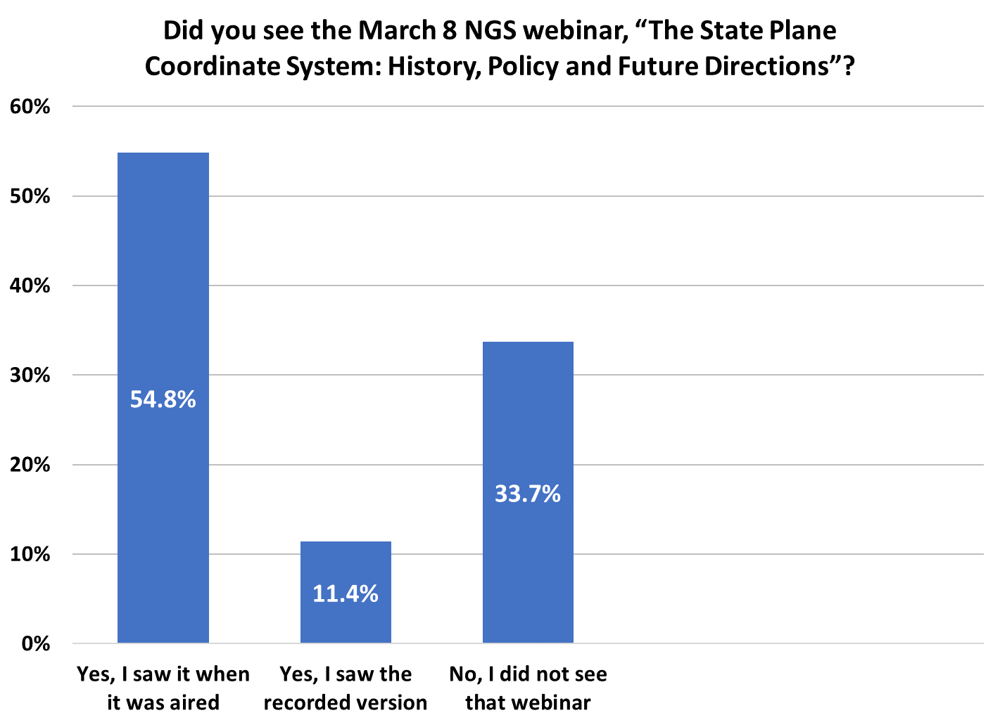 Did you see the March 8 NGS webinar, “The State Plane
Coordinate System: History, Policy and Future Directions”?
60%
50%
40%
30%
20%
10%
0%
54.8%
11.4%
33.7%
Yes, I saw it when
it was aired
Yes, I saw the
recorded version
No, I did not see
that webinar